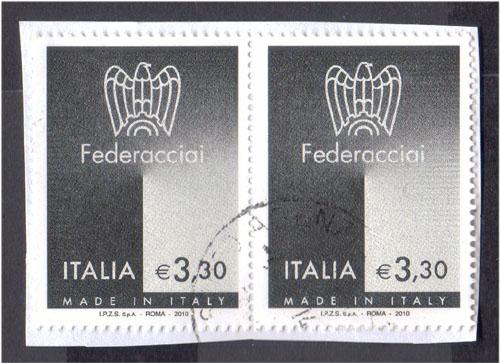 Federacciai
ITALIA €3,30
MADE IN ITALY
I.P.Z.S. S.p.A. - ROMA - 2010
Federacciai
ITALIA €3,30
MADE IN ITALY
I.P.Z.S. S.p.A. - ROMA - 2010